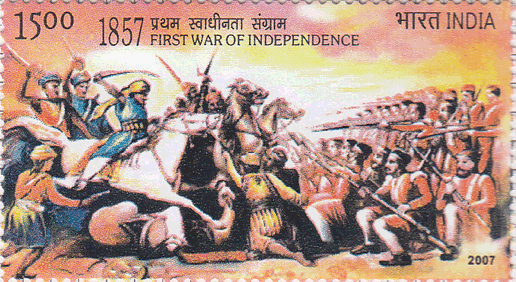 15.00 1857 प्रथम स्वाधीनता संग्राम भारत INDIA
FIRST WAR OF INDEPENDENCE
2007